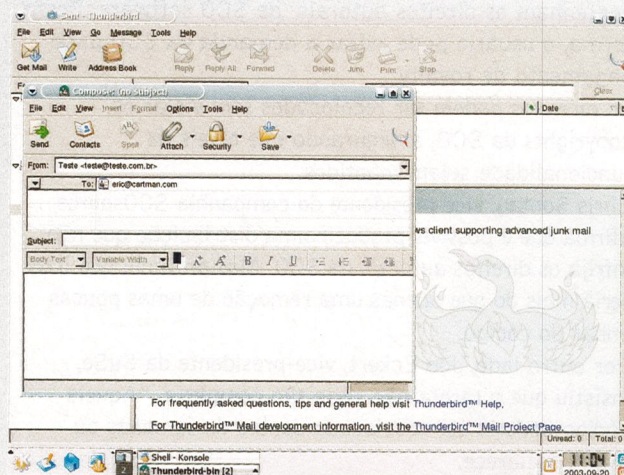 Sent - Thunderbird
File Edit View Go Message Tools Help
Get Mail Write Address Book Reply Reply All Forward Delete Junk Print Stop
Clear
Compose: (no subject)
Date
File Edit View Insert Format Options Tools Help
Send Contacts Spell Attach Security Save
From: Teste <teste@teste.com.br>
To: eric@cartman.com
ws client supporting advanced junk mail
Subject:
Body Text Variable Width B I U
For frequently asked questions, tips and general help visit Thunderbird™ Help.
For Thunderbird™ Mail development information, visit the Thunderbird™ Mail Project Page.
Unread: 0 Total: 0
Shell - Konsole
Thunderbird-bin [2]
2
11:04
2003-09-20